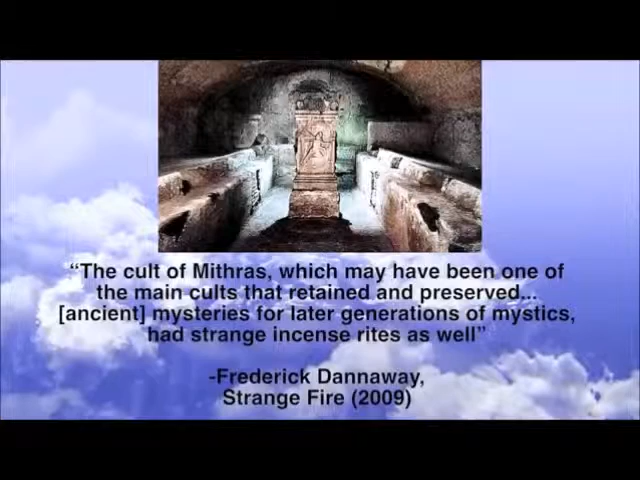 “The cult of Mithras, which may have been one of
the main cults that retained and preserved...
[ancient] mysteries for later generations of mystics,
had strange incense rites as well”
-Frederick Dannaway,
Strange Fire (2009)